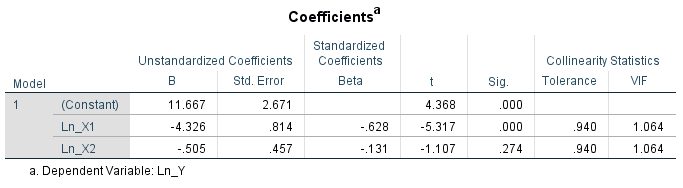 Coefficientsa
Standardized
Unstandardized Coefficients Coefficients Collinearity Statistics
Model B Std. Error Beta t Sig. Tolerance VIF
1 (Constant) 11.667 2.671 4.368 .000
Ln_X1 -4.326 .814 -.628 -5.317 .000 .940 1.064
Ln_X2 -.505 .457 -.131 -1.107 .274 .940 1.064
a. Dependent Variable: Ln_Y